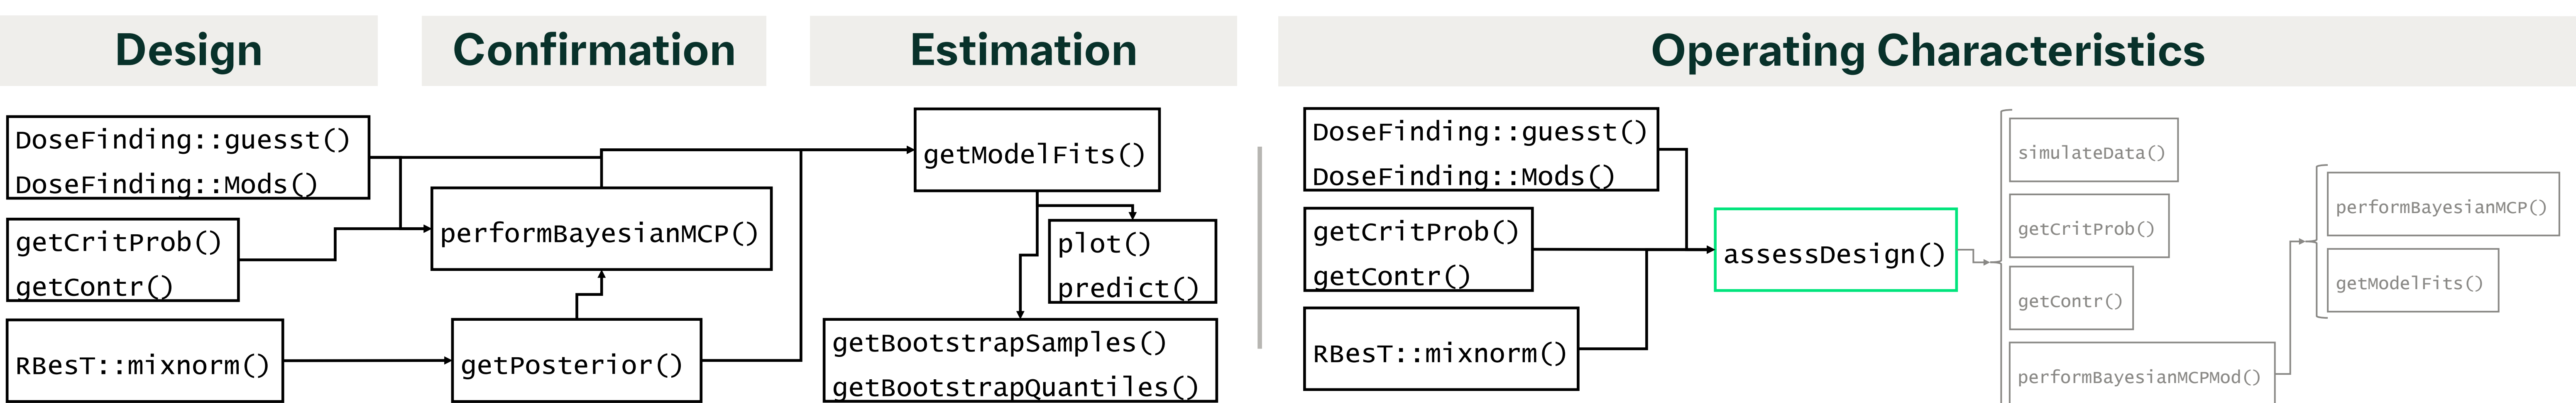 Design
Confirmation
Estimation
Operating Characteristics
DoseFinding::guesst()
DoseFinding::Mods()
getCritProb()
getContr()
RBesT::mixnorm()
performBayesianMCP()
getPosterior()
getModelFits()
plot()
predict()
getBootstrapSamples()
getBootstrapQuantiles()
DoseFinding::guesst()
DoseFinding::Mods()
getCritProb()
getContr()
RBesT::mixnorm()
assessDesign()
simulateData()
getCritProb()
getContr()
performBayesianMCPMod()
performBayesianMCP()
getModelFits()